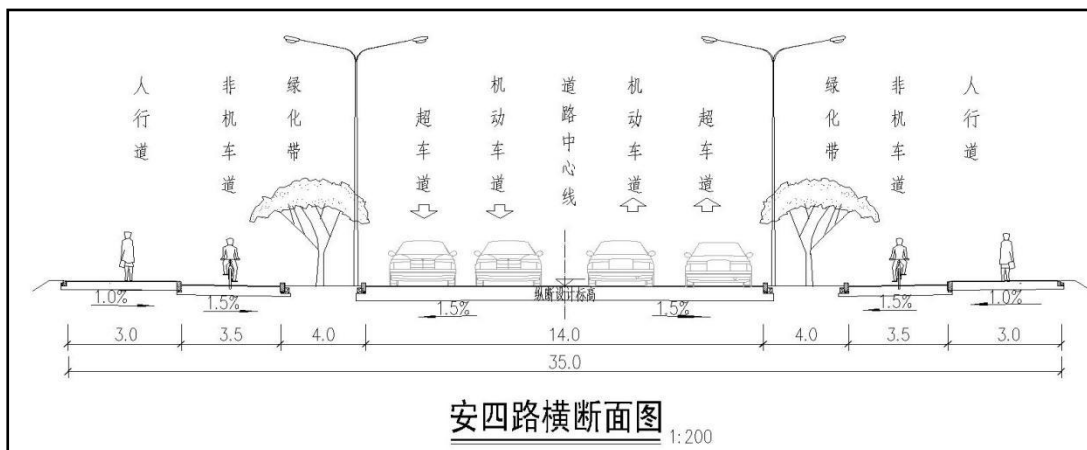 人行道
非机车道
绿化带
超车道
机动车道
道路中心线
机动车道
超车道
绿化带
非机车道
人行道
纵断设计标高
1.0%
1.5%
1.5%
1.5%
1.5%
1.0%
3.0
3.5
4.0
14.0
4.0
3.5
3.0
35.0
安四路横断面图
1:200